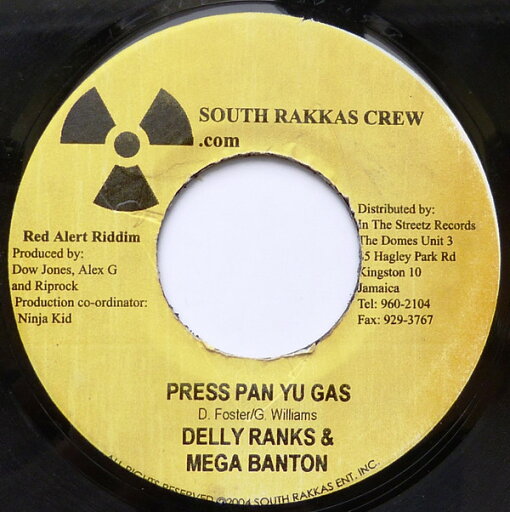 SOUTH RAKKAS CREW
.com
Red Alert Riddim
Produced by:
Dow Jones, Alex G
and Riprock
Production co-ordinator:
Ninja Kid
Distributed by:
In The Streetz Records
The Domes Unit 3
5 Hagley Park Rd
Kingston 10
Jamaica
Tel: 960-2104
Fax: 929-3767
PRESS PAN YU GAS
D. Foster/G. Williams
DELLY RANKS &
MEGA BANTON
ALL RIGHTS RESERVED ©2004 SOUTH RAKKAS ENT. INC.